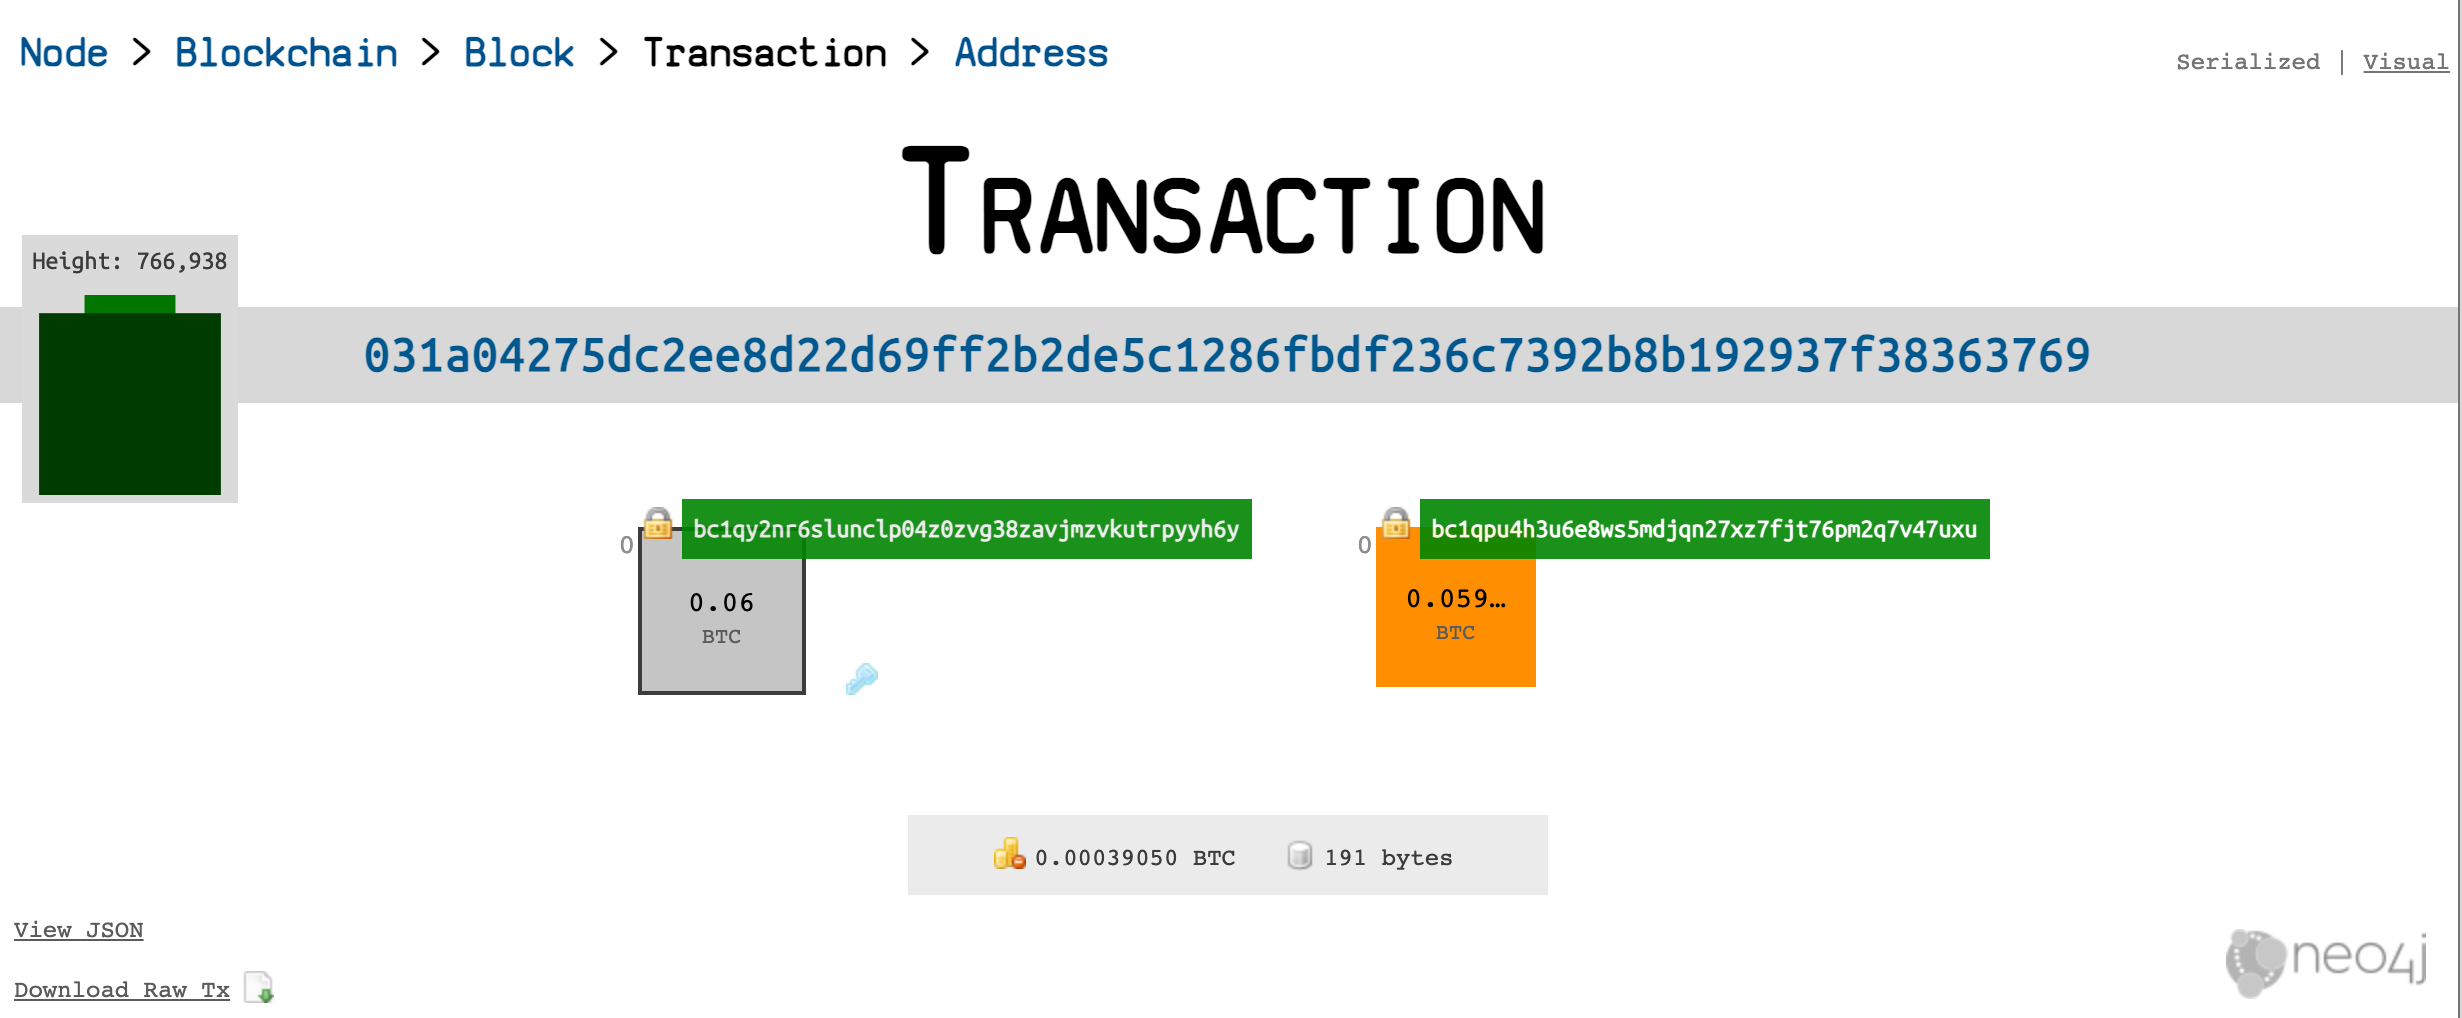 Node > Blockchain > Block > Transaction > Address
Serialized | Visual
TRANSACTION
Height: 766,938
031a04275dc2ee8d22d69ff2b2de5c1286fbdf236c7392b8b192937f38363769
0 bc1qy2nr6slunclp04z0zvg38zavjmzvkutrpyyh6y
0.06
BTC
0 bc1qpu4h3u6e8ws5mdjqn27xz7fjt76pm2q7v47uxu
0.059…
BTC
0.00039050 BTC 191 bytes
View JSON
Download Raw Tx
neo4j